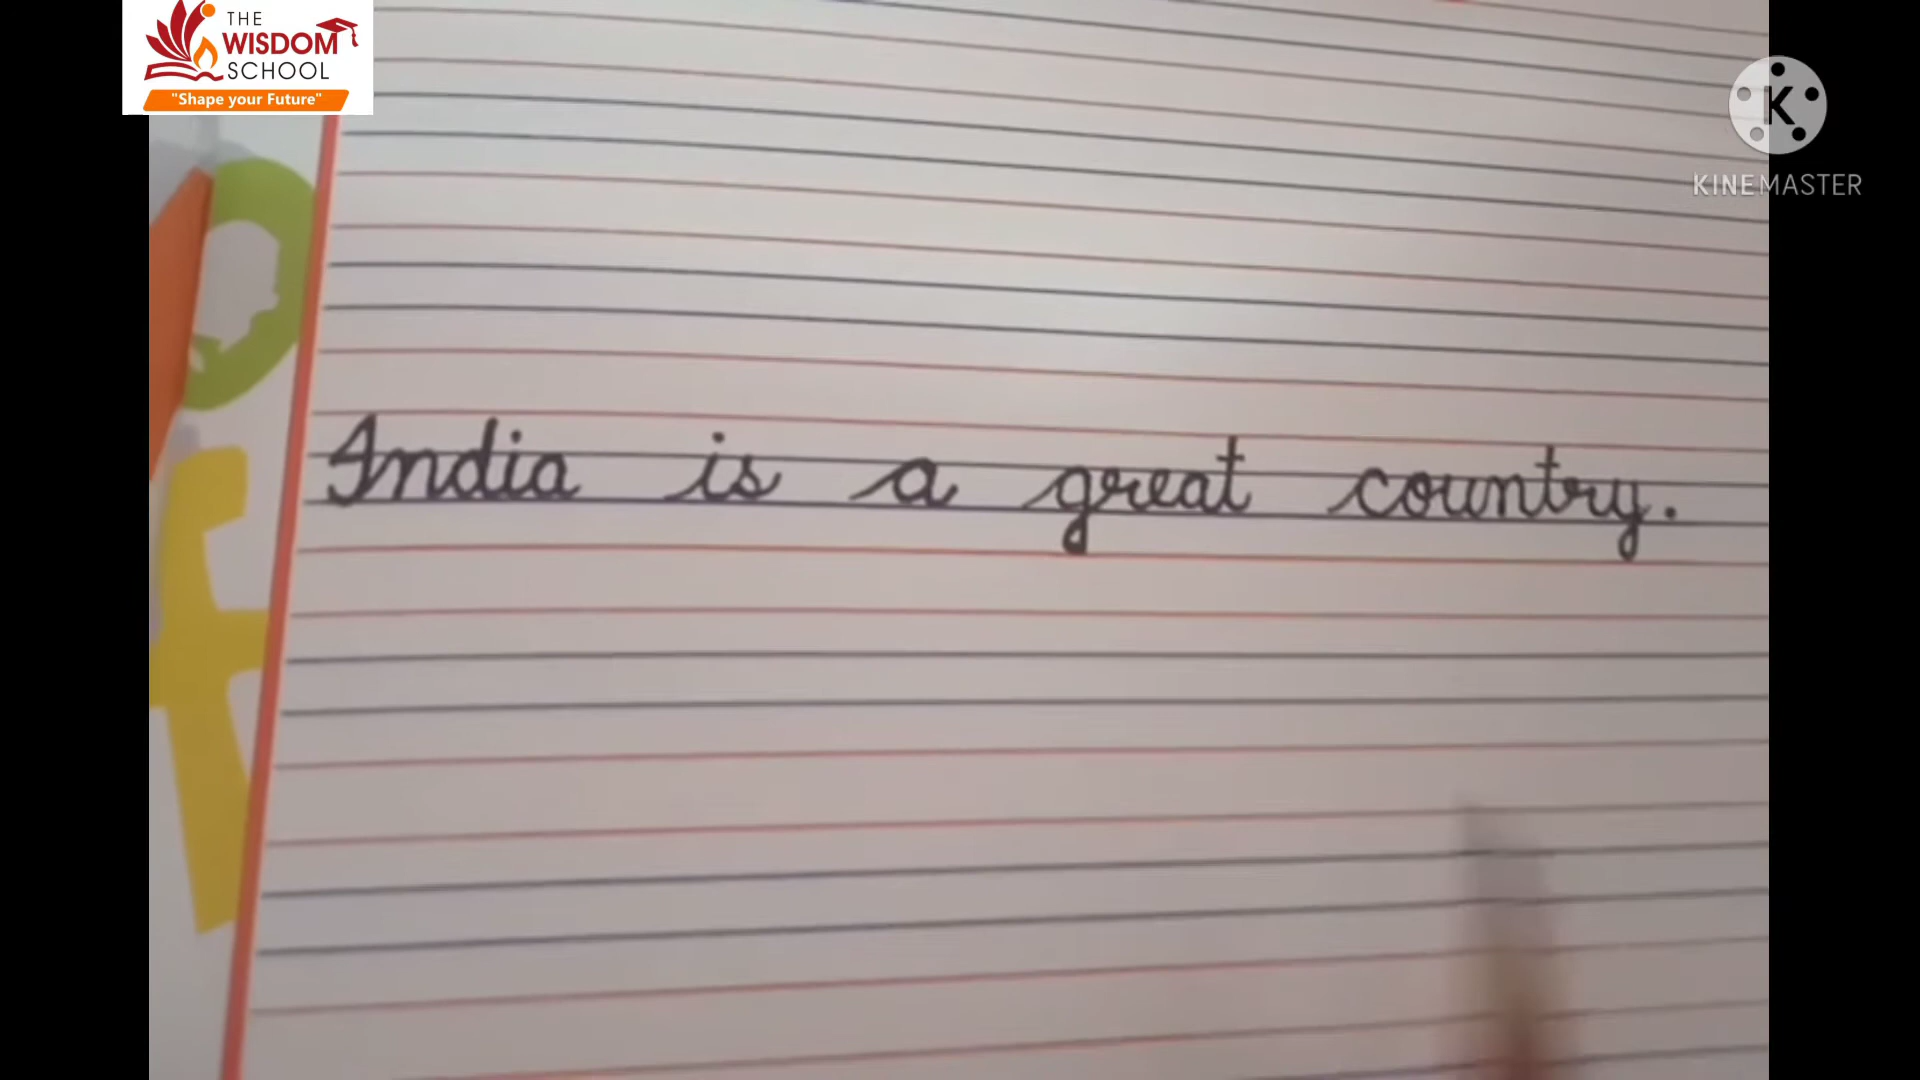 THE
WISDOM
SCHOOL
"Shape your Future"
K
KINEMASTER
India is a great country.